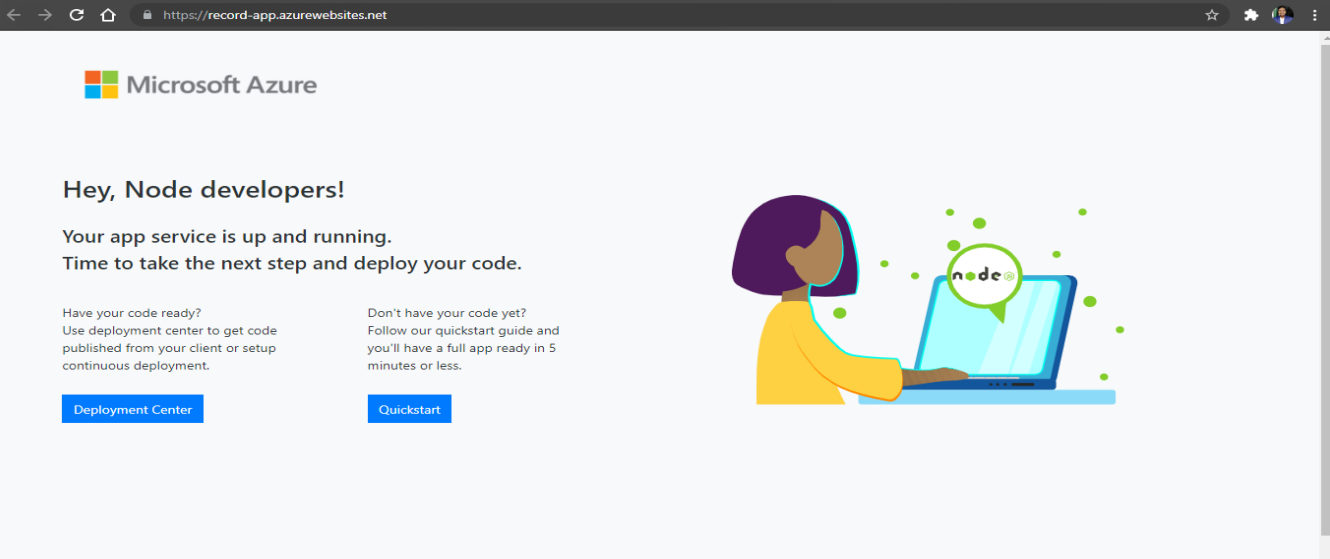 https://record-app.azurewebsites.net
Microsoft Azure
Hey, Node developers!
Your app service is up and running.
Time to take the next step and deploy your code.
Have your code ready?
Use deployment center to get code
published from your client or setup
continuous deployment.
Deployment Center
Don't have your code yet?
Follow our quickstart guide and
you'll have a full app ready in 5
minutes or less.
Quickstart
node